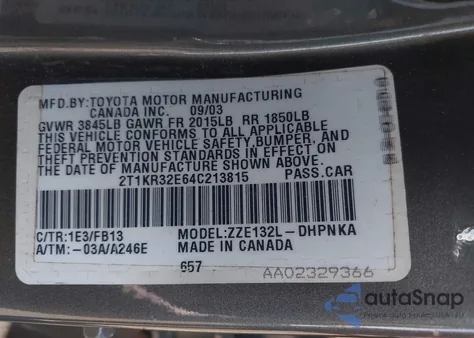 MFD.BY:TOYOTA MOTOR MANUFACTURING
CANADA INC. 09/03
GVWR 3845LB GAWR FR 2015LB RR 1850LB
THIS VEHICLE CONFORMS TO ALL APPLICABLE
FEDERAL MOTOR VEHICLE SAFETY,BUMPER, AND
THEFT PREVENTION STANDARDS IN EFFECT ON
THE DATE OF MANUFACTURE SHOWN ABOVE.
2T1KR32E64C213815 PASS.CAR
C/TR:1E3/FB13 MODEL:ZZE132L-DHPNKA
A/TM:-03A/A246E MADE IN CANADA
657 AA02329366
autoSnap